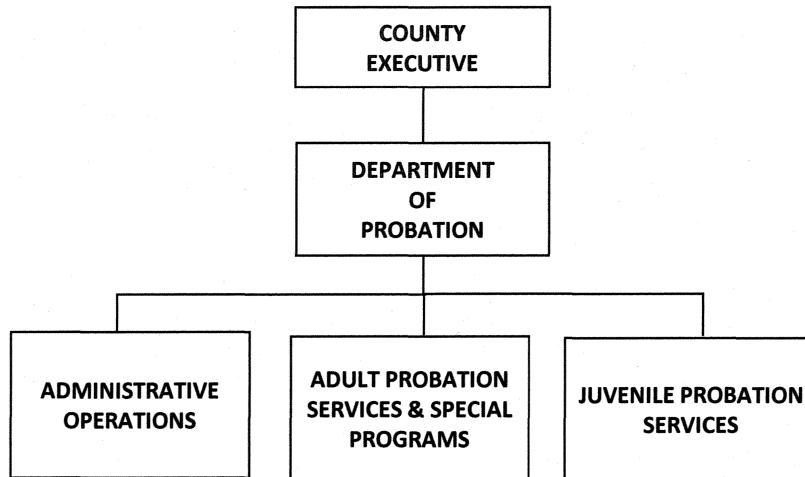 COUNTY
EXECUTIVE
DEPARTMENT
OF
PROBATION
ADMINISTRATIVE
OPERATIONS
ADULT PROBATION
SERVICES & SPECIAL
PROGRAMS
JUVENILE PROBATION
SERVICES